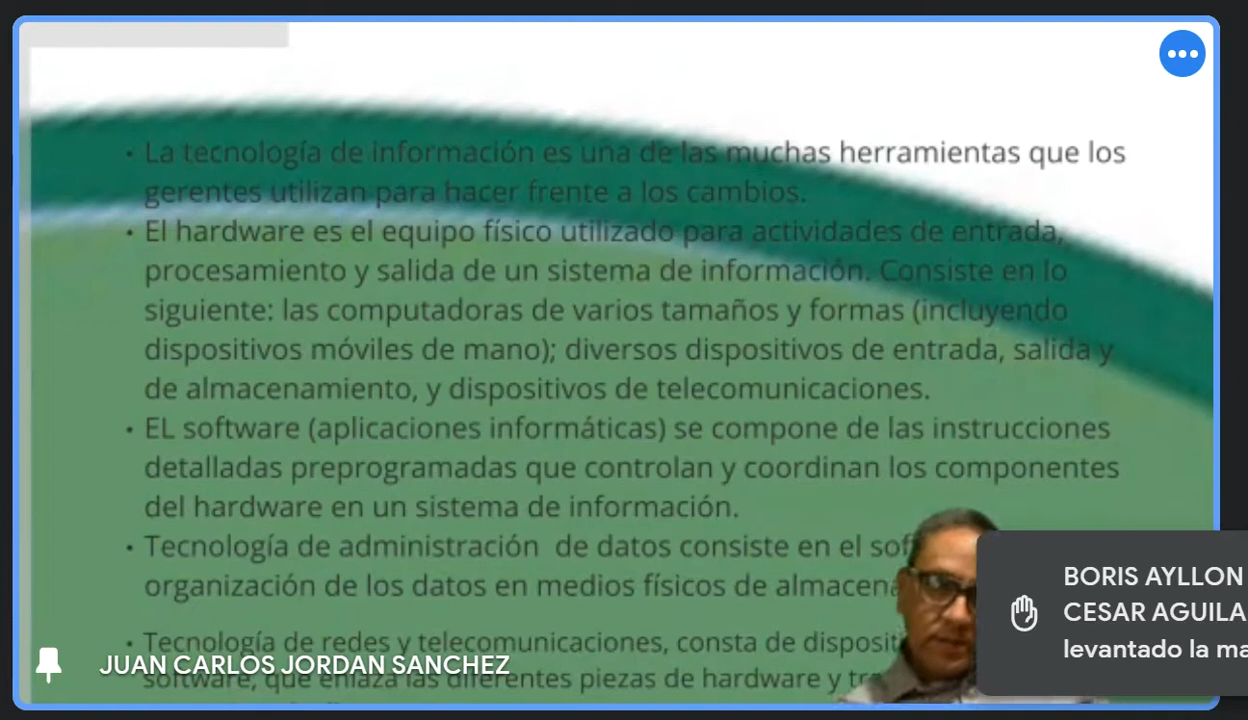 • La tecnología de información es una de las muchas herramientas que los
gerentes utilizan para hacer frente a los cambios.
• El hardware es el equipo físico utilizado para actividades de entrada,
procesamiento y salida de un sistema de información. Consiste en lo
siguiente: las computadoras de varios tamaños y formas (incluyendo
dispositivos móviles de mano); diversos dispositivos de entrada, salida y
de almacenamiento, y dispositivos de telecomunicaciones.
• EL software (aplicaciones informáticas) se compone de las instrucciones
detalladas preprogramadas que controlan y coordinan los componentes
del hardware en un sistema de información.
• Tecnología de administración de datos consiste en el
organización de los datos en medios físicos de
• Tecnología de redes y telecomunicaciones, consta de
software, que enlaza las diferentes piezas de hardware y
JUAN CARLOS JORDAN SANCHEZ
BORIS AYLLON
CESAR AGUILA
levantado la